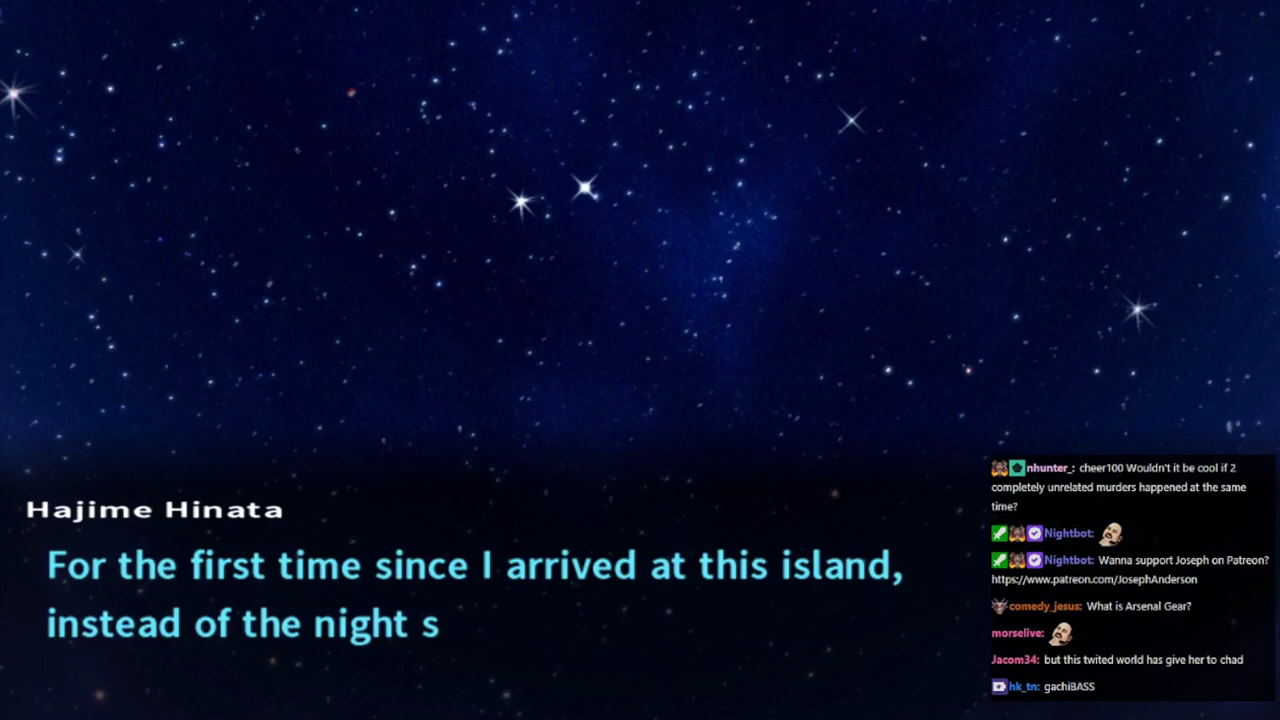 Hajime Hinata
For the first time since I arrived at this island,
instead of the night s
nhunter_: cheer100 Wouldn't it be cool if 2
completely unrelated murders happened at the same
time?
Nightbot:
Nightbot: Wanna support Joseph on Patreon?
https://www.patreon.com/JosephAnderson
comedy_jesus: What is Arsenal Gear?
morselive:
Jacom34: but this twited world has give her to chad
hk_tn: gachiBASS